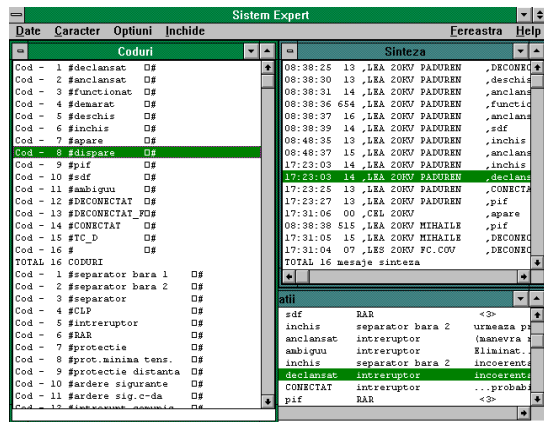 Sistem Expert
Date Caracter Optiuni Inchide Fereastra Help
Coduri
Cod - 1 #declansat □#
Cod - 2 #anclansat □#
Cod - 3 #functionat □#
Cod - 4 #demarat □#
Cod - 5 #deschis □#
Cod - 6 #inchis □#
Cod - 7 #apare □#
Cod - 8 #dispare □#
Cod - 9 #pif □#
Cod - 10 #sdf □#
Cod - 11 #ambiguu □#
Cod - 12 #DECONECTAT □#
Cod - 13 #DECONECTAT_F□#
Cod - 14 #CONECTAT □#
Cod - 15 #TC_D □#
Cod - 16 # □#
TOTAL 16 CODURI
Cod - 1 #separator bara 1 □#
Cod - 2 #separator bara 2 □#
Cod - 3 #separator □#
Cod - 4 #CLP □#
Cod - 5 #intreruptor □#
Cod - 6 #RAR □#
Cod - 7 #protectie □#
Cod - 8 #prot.minima tens. □#
Cod - 9 #protectie distanta □#
Cod - 10 #ardere sigurante □#
Cod - 11 #ardere sig.c-da □#
Cod - 12
Sinteza
08:38:25 13 ,LEA 20KV PADUREN ,DECONEC
08:38:30 13 ,LEA 20KV PADUREN ,deschis
08:38:31 14 ,LEA 20KV PADUREN ,anclans
08:38:36 654 ,LEA 20KV PADUREN ,functio
08:38:37 16 ,LEA 20KV PADUREN ,anclans
08:38:39 14 ,LEA 20KV PADUREN ,sdf
08:48:35 13 ,LEA 20KV PADUREN ,inchis
08:48:37 15 ,LEA 20KV PADUREN ,anclans
17:23:03 14 ,LEA 20KV PADUREN ,inchis
17:23:03 14 ,LEA 20KV PADUREN ,declans
17:23:25 13 ,LEA 20KV PADUREN ,CONECTA
17:23:27 13 ,LEA 20KV PADUREN ,pif
17:31:06 00 ,CEL 20KV ,apare
08:38:38 515 ,LEA 20KV MIHAILE ,pif
17:31:05 15 ,LEA 20KV MIHAILE ,DECONEC
17:31:04 07 ,LES 20KV FC.COV ,DECONEC
TOTAL 16 mesaje sinteza
atii
sdf RAR <3>
inchis separator bara 2 urmeaza p
anclansat intreruptor (manevra
ambiguu intreruptor Eliminat.
inchis separator bara 2 incoerent
declansat intreruptor incoerent
CONECTAT intreruptor ...probabi
pif RAR <3>